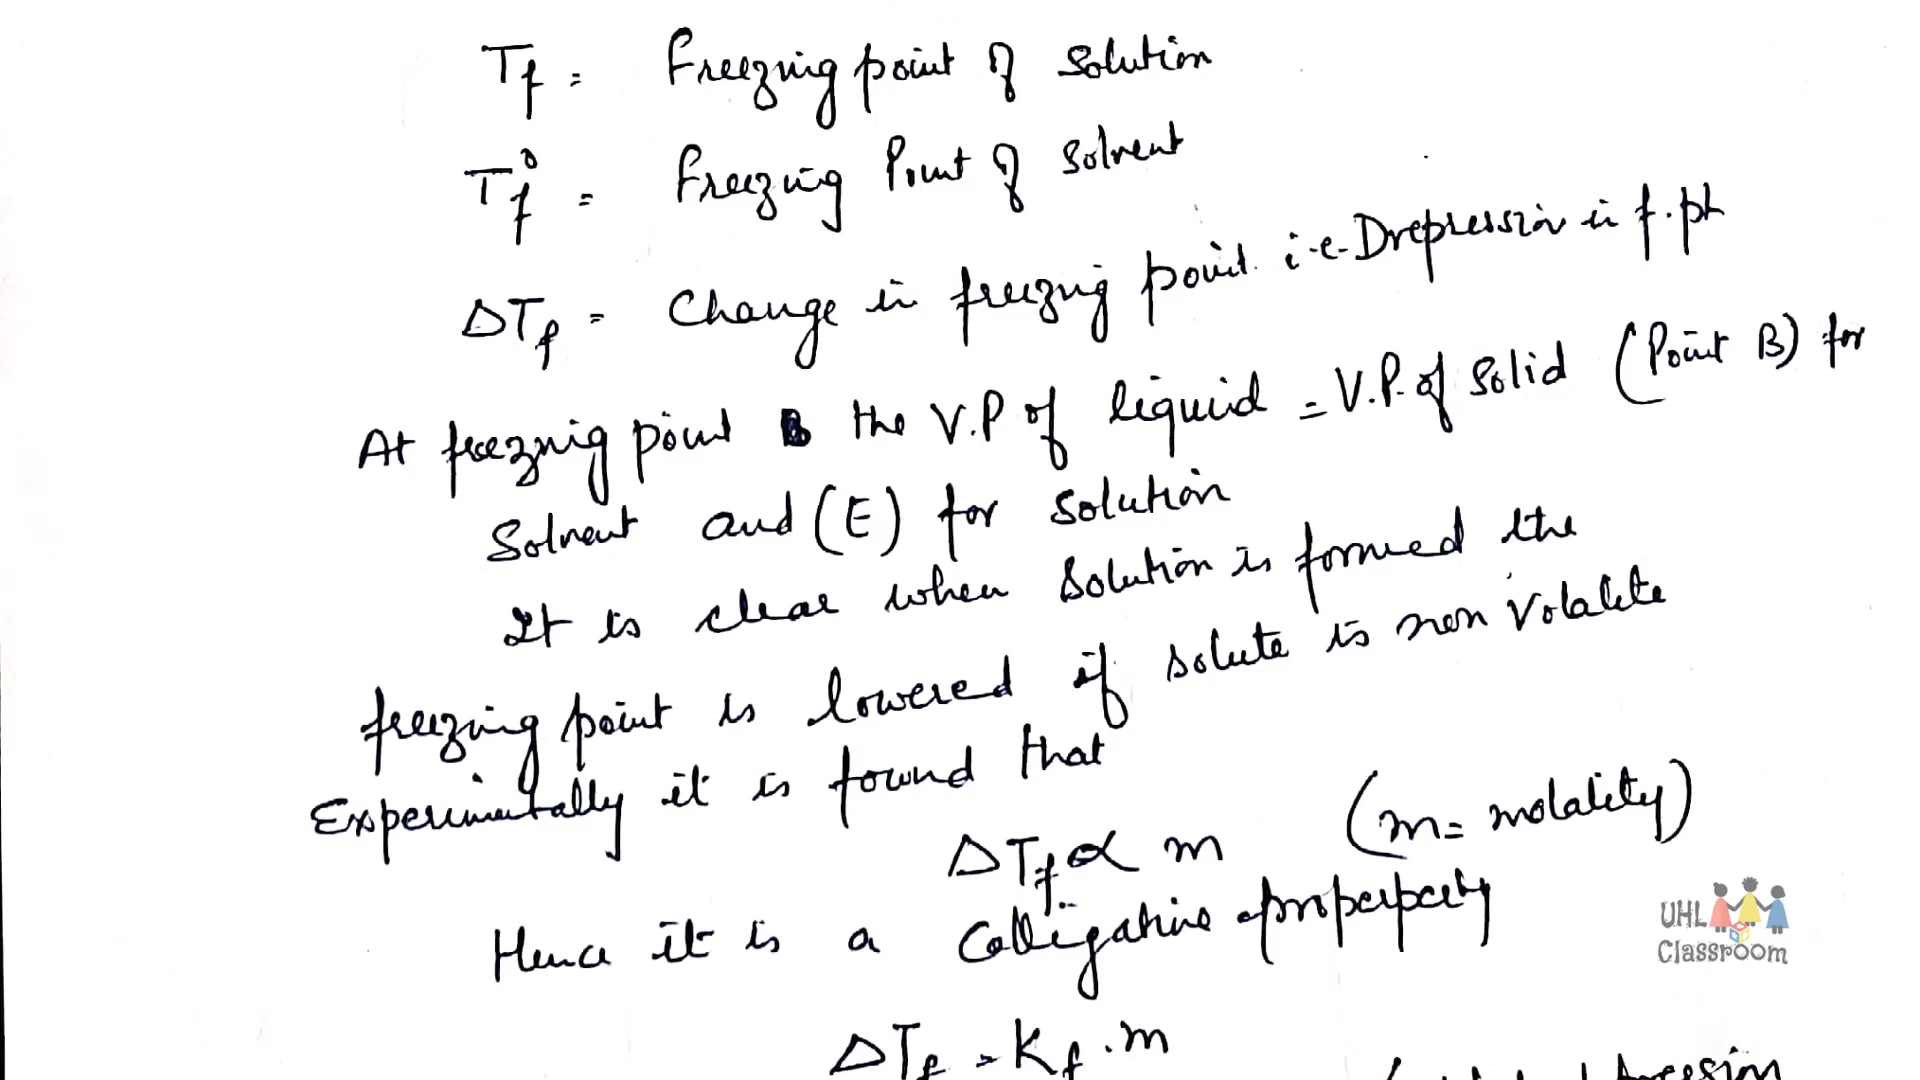 Tf = Freezing point of solution
Tf° = Freezing Point of solvent
ΔTf = Change in freezing point i.e. Drepression in f.pt
At freezing point the V.P of liquid = V.P. of solid (Point B) for
Solvent and (E) for solution
It is clear when solution is formed the
freezing point is lowered if solute is non Volatile
Experimentally it is found that
ΔTf ∝ m (m = molality)
Hence it is a Colligative properperty
ΔTf = Kf . m
UHL
Classroom